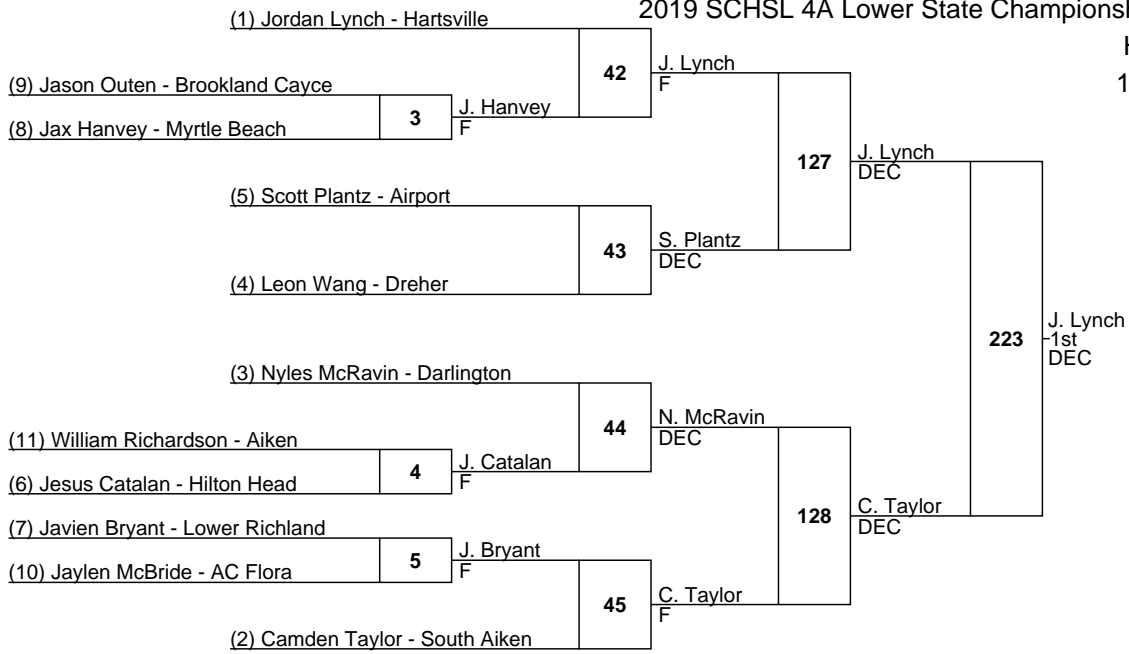 2019 SCHSL 4A Lower State Championsh
(1) Jordan Lynch - Hartsville
H
42
J. Lynch
F
1
(9) Jason Outen - Brookland Cayce
3
J. Hanvey
F
(8) Jax Hanvey - Myrtle Beach
127
J. Lynch
DEC
(5) Scott Plantz - Airport
43
S. Plantz
DEC
(4) Leon Wang - Dreher
223
J. Lynch
1st
DEC
(3) Nyles McRavin - Darlington
44
N. McRavin
DEC
(11) William Richardson - Aiken
4
J. Catalan
F
(6) Jesus Catalan - Hilton Head
128
C. Taylor
DEC
(7) Javien Bryant - Lower Richland
5
J. Bryant
F
(10) Jaylen McBride - AC Flora
45
C. Taylor
F
(2) Camden Taylor - South Aiken